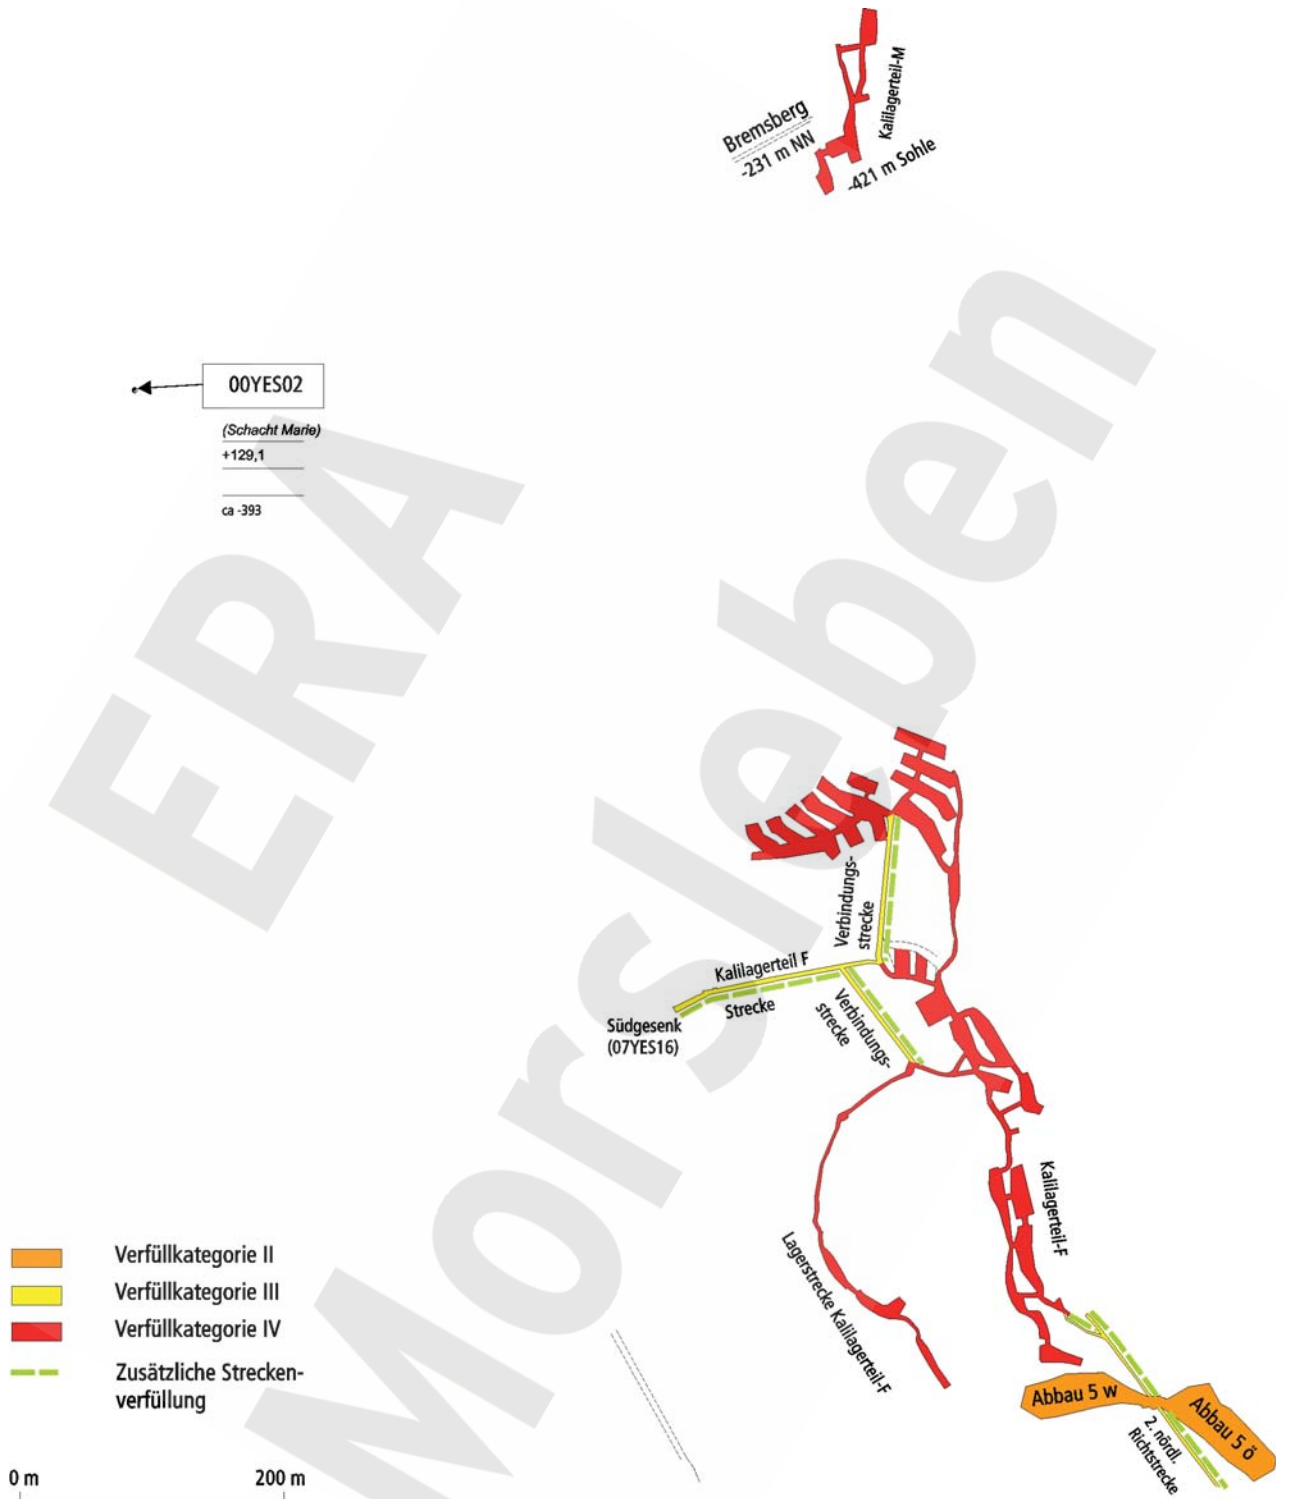 Kalilagerteil-M
Bremsberg
-231 m NN
-421 m Sohle
00YES02
(Schacht Marie)
+129,1
ca -393
ERA
Morsleben
Verbindungs-
strecke
Kalilagerteil F
Strecke
Südgesenk
(07YES16)
Verbindungs-
strecke
Kalilagerteil-F
Lagerstrecke Kalilagerteil-F
Abbau 5 w
Abbau 5 ö
2. nördl.
Richtstrecke
Verfüllkategorie II
Verfüllkategorie III
Verfüllkategorie IV
Zusätzliche Strecken-
verfüllung
0 m
200 m